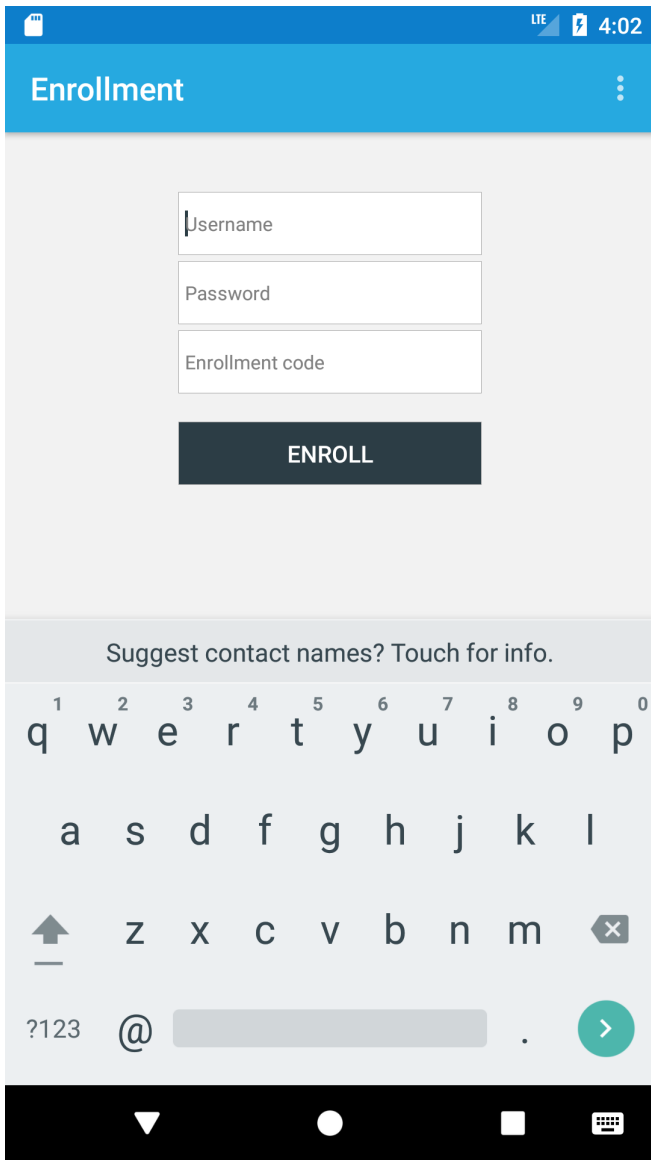 LTE 4:02
Enrollment
Username
Password
Enrollment code
ENROLL
Suggest contact names? Touch for info.
1 2 3 4 5 6 7 8 9 0
q w e r t y u i o p
a s d f g h j k l
z x c v b n m
?123 @ .